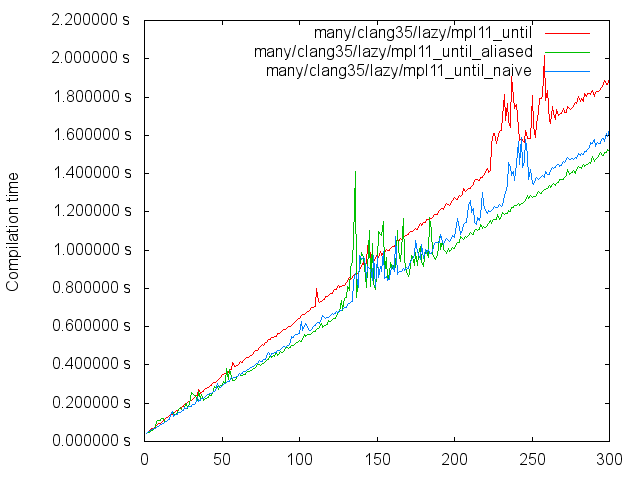 2.200000 s
2.000000 s
1.800000 s
1.600000 s
1.400000 s
1.200000 s
1.000000 s
0.800000 s
0.600000 s
0.400000 s
0.200000 s
0.000000 s
Compilation time
many/clang35/lazy/mpl11_until
many/clang35/lazy/mpl11_until_aliased
many/clang35/lazy/mpl11_until_naive
0 50 100 150 200 250 300